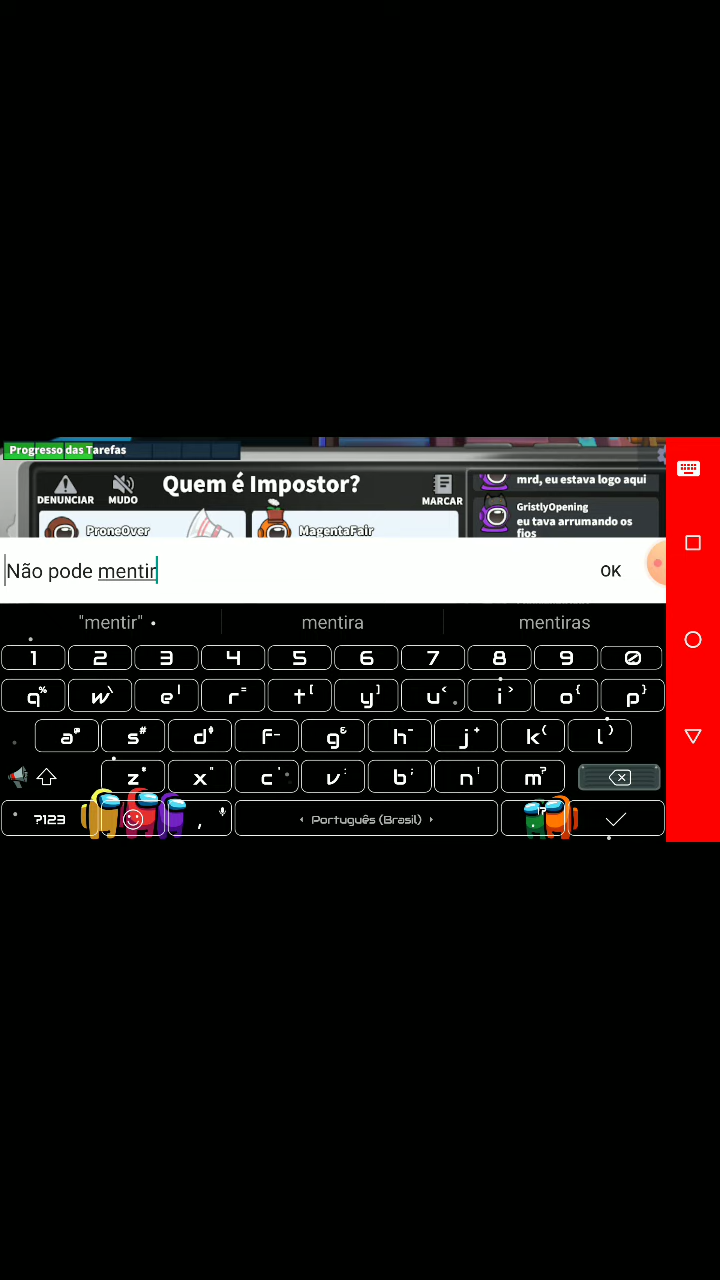 Progresso das Tarefas
DENUNCIAR
MUDO
Quem é Impostor?
MARCAR
mrd, eu estava logo aqui
GristlyOpening
eu tava arrumando os
fios
ProneOver
MagentaFair
Não pode mentir
OK
"mentir" mentira mentiras
1 2 3 4 5 6 7 8 9 0
q% w\ e| r= t[ y] u< i> o{ p}
a@ s# d$ f- g& h- j+ k( l)
z* x" c' v: b; n! m?
?123 , Português (Brasil)